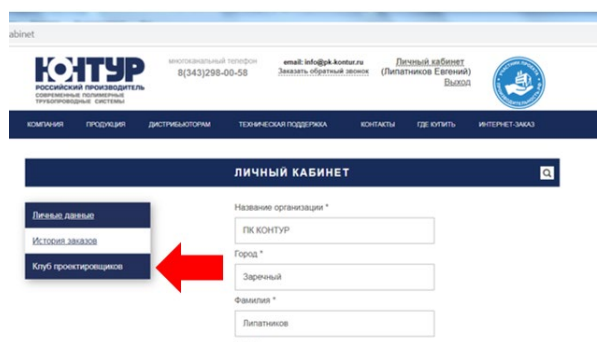 abinet
КОНТУР
РОССИЙСКИЙ ПРОИЗВОДИТЕЛЬ
СОВРЕМЕННЫЕ ПОЛИМЕРНЫЕ
ТРУБОПРОВОДНЫЕ СИСТЕМЫ
многоканальный телефон
8(343)298-00-58
email: info@pk-kontur.ru
Заказать обратный звонок
Личный кабинет
(Липатников Евгений)
Выход
КОМПАНИЯ ПРОДУКЦИЯ ДИСТРИБЬЮТОРАМ ТЕХНИЧЕСКАЯ ПОДДЕРЖКА КОНТАКТЫ ГДЕ КУПИТЬ ИНТЕРНЕТ-ЗАКАЗ
ЛИЧНЫЙ КАБИНЕТ
Личные данные
История заказов
Клуб проектировщиков
Название организации *
ПК КОНТУР
Город *
Заречный
Фамилия *
Липатников